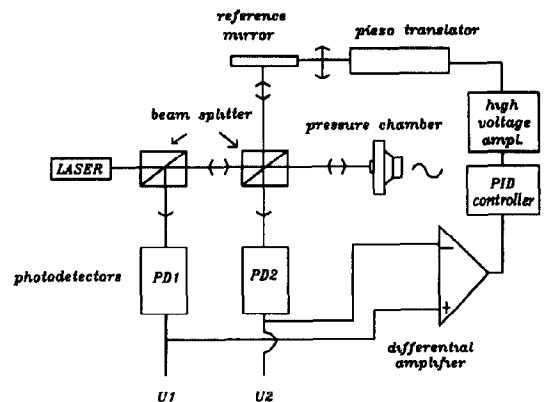 reference
mirror
piezo translator
beam splitter
pressure chamber
high
voltage
ampl.
LASER
PID
controller
photodetectors
PD1
PD2
−
+
differential
amplifier
U1
U2